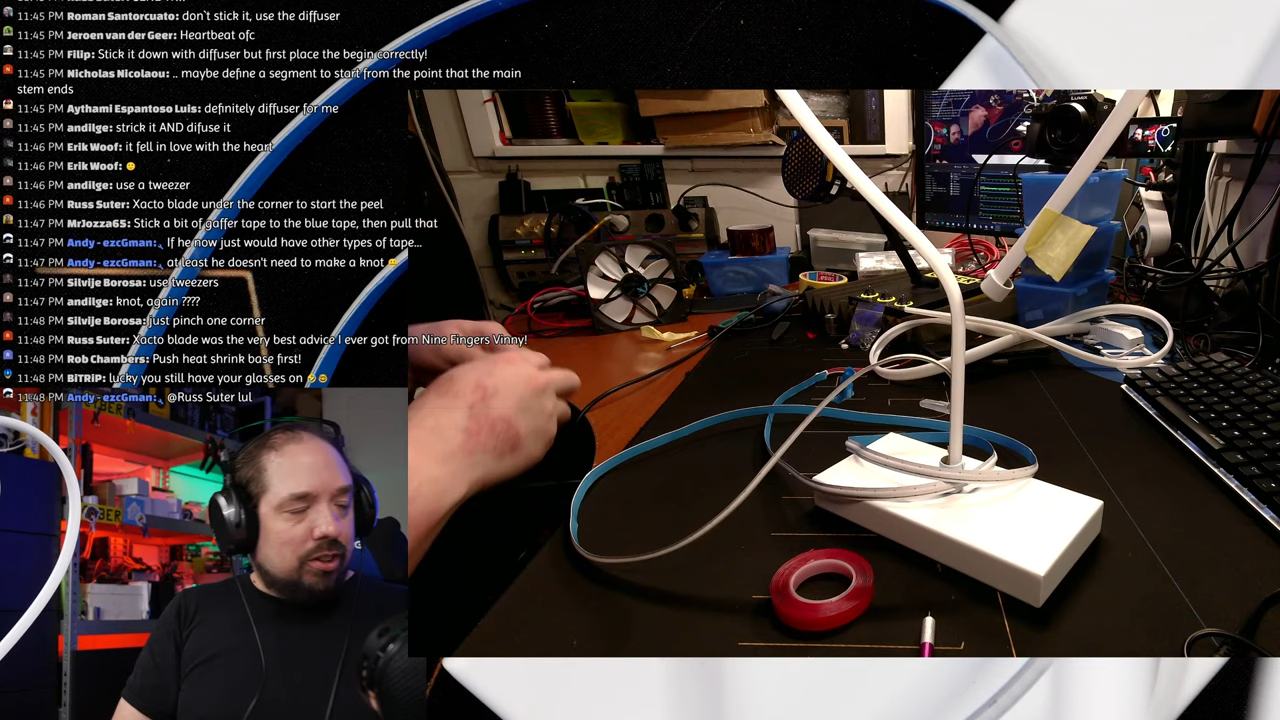 11:45 PM Roman Santorcuato: don`t stick it, use the diffuser
11:45 PM Jeroen van der Geer: Heartbeat ofc
11:45 PM Filip: Stick it down with diffuser but first place the begin correctly!
11:45 PM Nicholas Nicolaou: .. maybe define a segment to start from the point that the main
stem ends
11:45 PM Aythami Espantoso Luis: definitely diffuser for me
11:45 PM andilge: strick it AND difuse it
11:46 PM Erik Woof: it fell in love with the heart
11:46 PM Erik Woof: 🙂
11:46 PM andilge: use a tweezer
11:46 PM Russ Suter: Xacto blade under the corner to start the peel
11:47 PM MrJozza65: Stick a bit of gaffer tape to that blue tape, then pull that
11:47 PM Andy - ezcGman: If he now just would have other types of tape...
11:47 PM Andy - ezcGman: at least he doesn't need to make a knot
11:47 PM Silvije Borosa: use tweezers
11:47 PM andilge: knot, again ????
11:48 PM Silvije Borosa: just pinch one corner
11:48 PM Russ Suter: Xacto blade was the very best advice I ever got from Nine Fingers Vinny!
11:48 PM Rob Chambers: Push heat shrink base first!
11:48 PM BiTRiP: lucky you still have your glasses on 🤣🤓
11:48 PM Andy - ezcGman: @Russ Suter lul
LUMIX